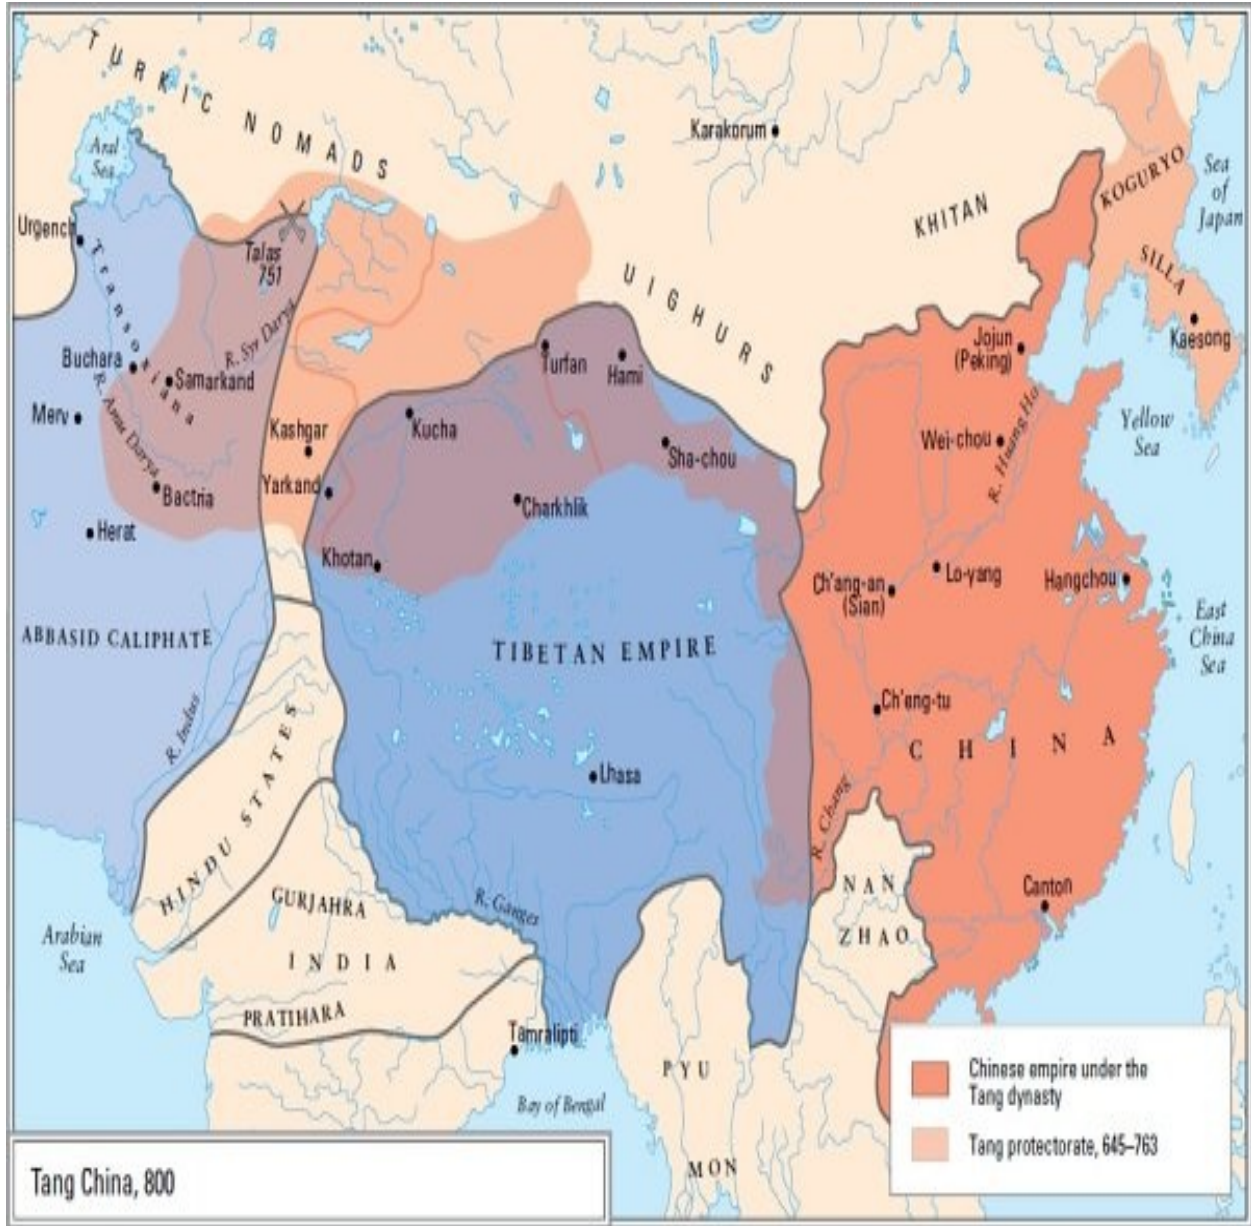 TURKIC NOMADS
Karakorum
Aral
Sea
Sea
of
Japan
KOGURYO
KHITAN
Urgench
Talas
751
SILLA
UIGHURS
Transoxiana
R. Syr Darya
Jojun
(Peking)
Kaesong
Buchara
Samarkand
Turfan
Hami
R. Amu Darya
Merv
Kashgar
Kucha
Wei-chou
R. Huang Ho
Yellow
Sea
Sha-chou
Yarkand
Bactria
Charkhlik
Herat
Khotan
Ch'ang-an
(Sian)
Lo-yang
Hangchou
ABBASID CALIPHATE
TIBETAN EMPIRE
East
China
Sea
R. Indus
Ch'eng-tu
HINDU STATES
CHINA
Lhasa
R. Chang
NAN
ZHAO
Canton
GURJAHRA
R. Ganges
Arabian
Sea
INDIA
PRATIHARA
Tamralipti
PYU
Bay of Bengal
MON
Chinese empire under the
Tang dynasty
Tang protectorate, 645–763
Tang China, 800